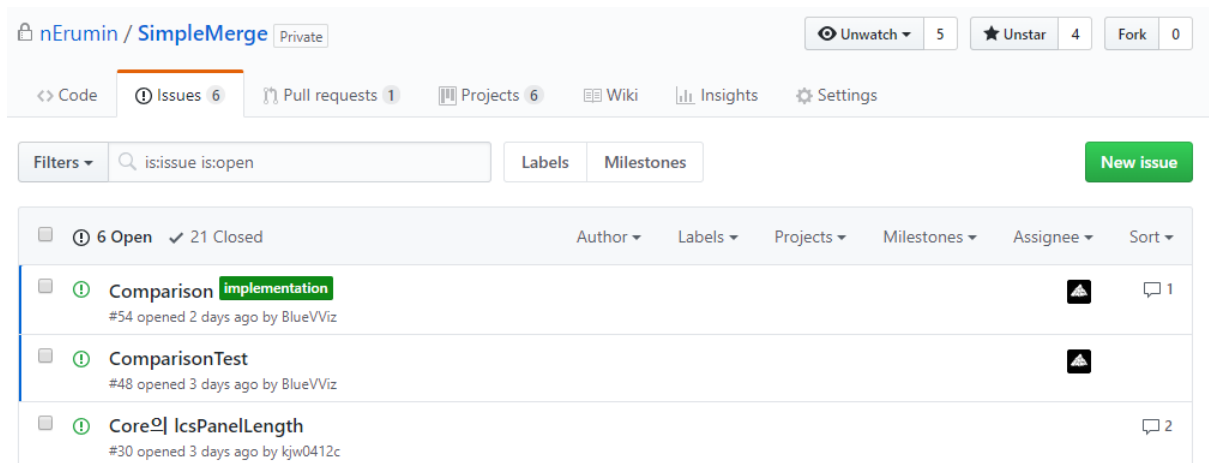 nErumin / SimpleMerge Private Unwatch 5 Unstar 4 Fork 0
Code Issues 6 Pull requests 1 Projects 6 Wiki Insights Settings
Filters is:issue is:open Labels Milestones New issue
6 Open 21 Closed Author Labels Projects Milestones Assignee Sort
Comparison implementation 1
#54 opened 2 days ago by BlueVViz
ComparisonTest
#48 opened 3 days ago by BlueVViz
Core의 lcsPanelLength 2
#30 opened 3 days ago by kjw0412c